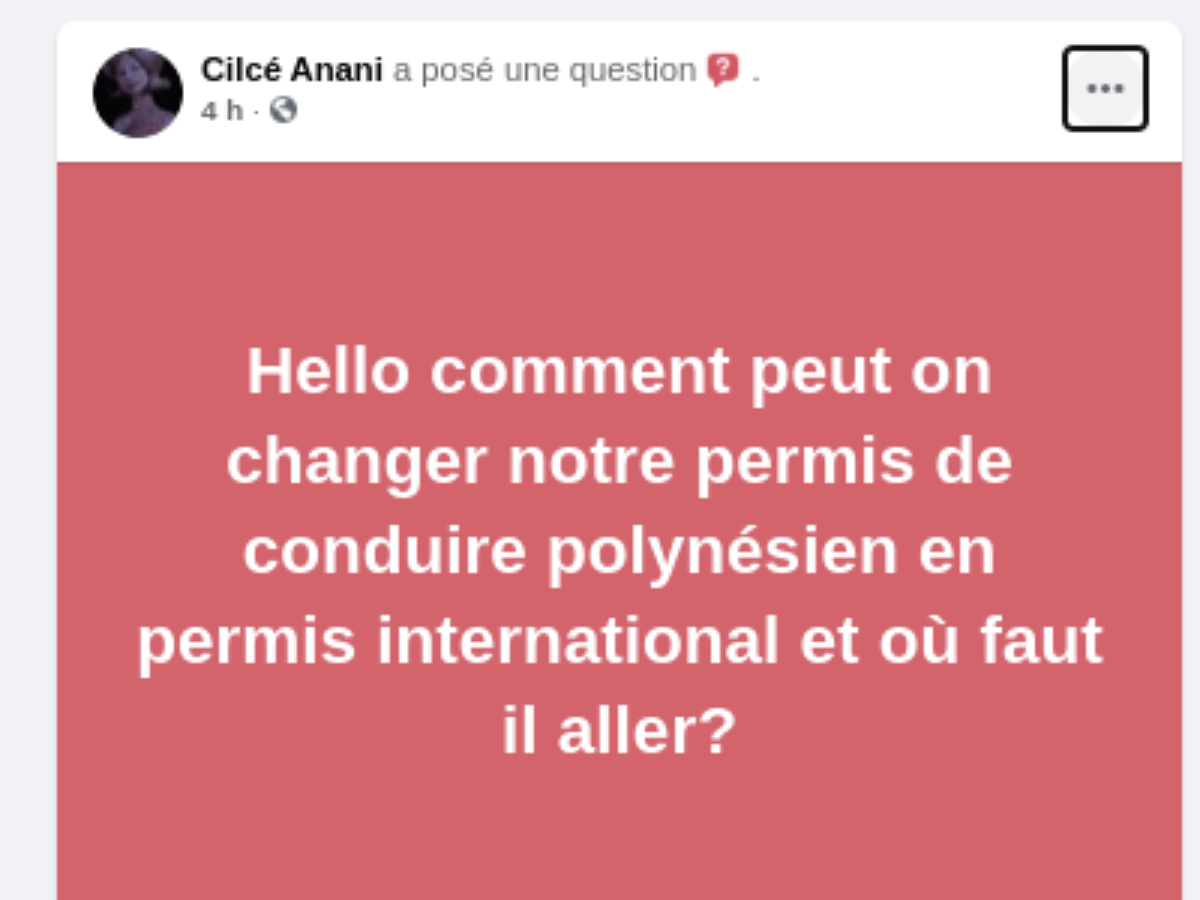 Cilcé Anani a posé une question .
4 h ·
Hello comment peut on
changer notre permis de
conduire polynésien en
permis international et où faut
il aller?